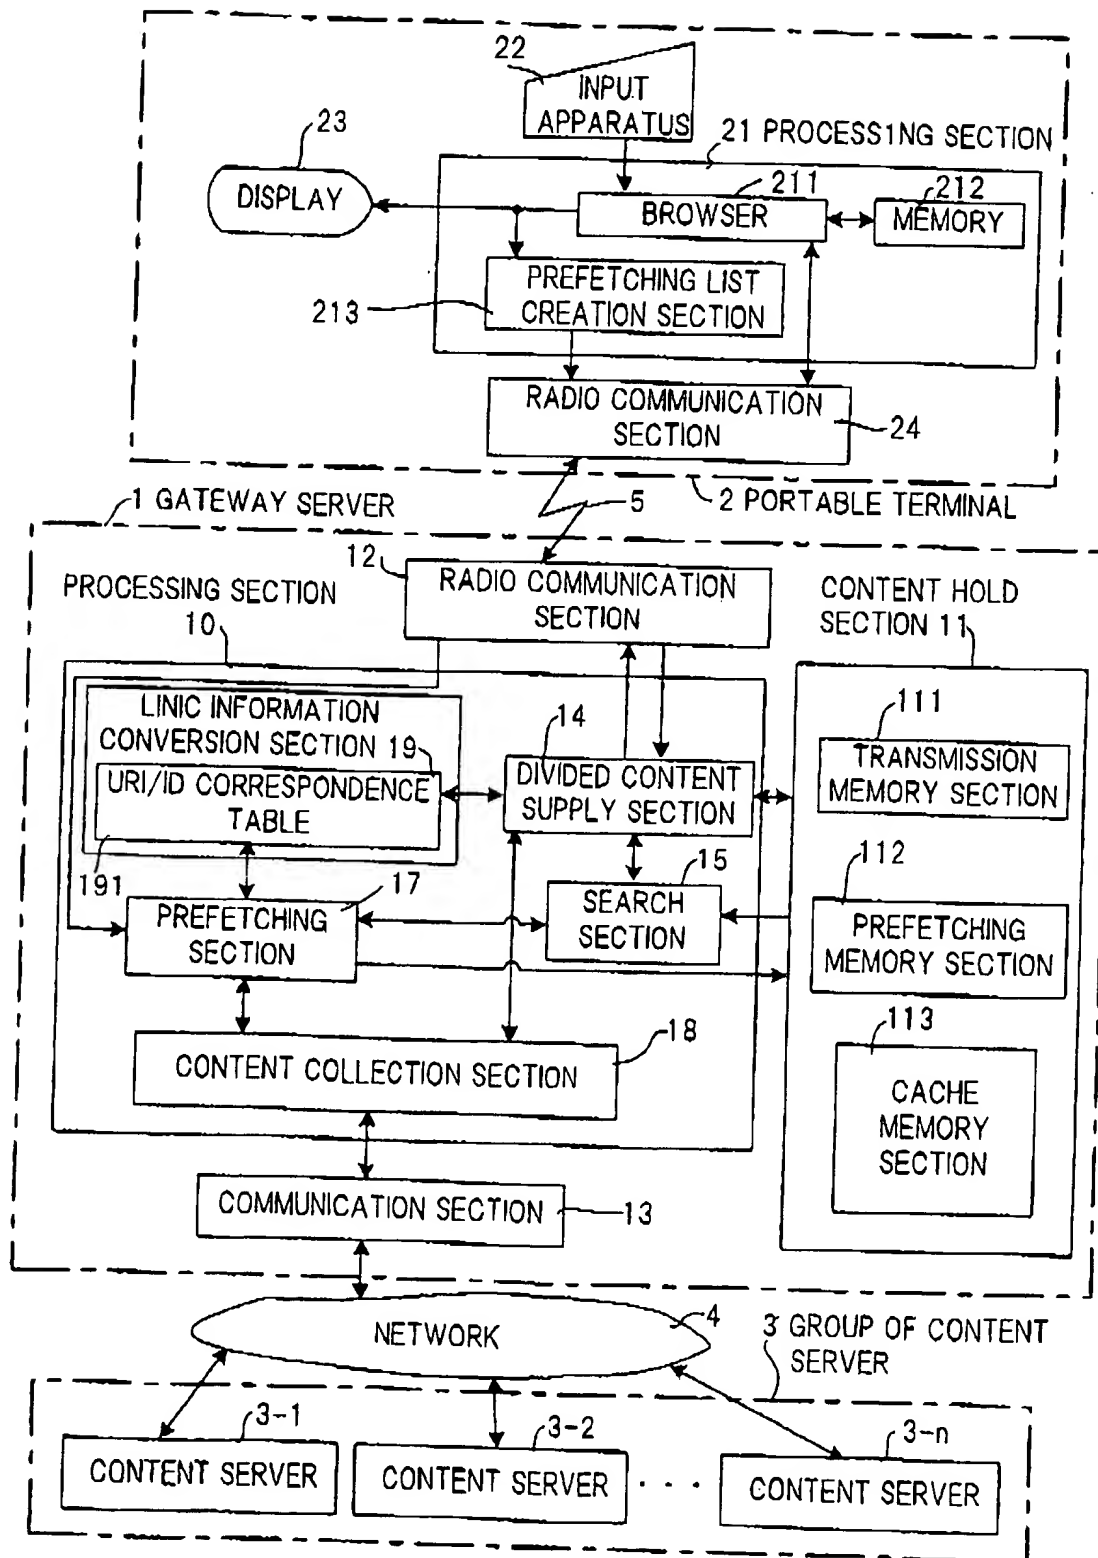 22
INPUT
APPARATUS
23
DISPLAY
21 PROCESS1NG SECTION
211
BROWSER
212
MEMORY
PREFETCHING LIST
CREATION SECTION
213
RADIO COMMUNICATION
SECTION
24
2 PORTABLE TERMINAL
1 GATEWAY SERVER
5
12
RADIO COMMUNICATION
SECTION
PROCESSING SECTION
10
CONTENT HOLD
SECTION 11
LINIC INFORMATION
CONVERSION SECTION 19
URI/ID CORRESPONDENCE
TABLE
191
14
DIVIDED CONTENT
SUPPLY SECTION
111
TRANSMISSION
MEMORY SECTION
17
PREFETCHING
SECTION
15
SEARCH
SECTION
112
PREFETCHING
MEMORY SECTION
18
CONTENT COLLECTION SECTION
113
CACHE
MEMORY
SECTION
COMMUNICATION SECTION
13
NETWORK
4
3 GROUP OF CONTENT
SERVER
3-1
CONTENT SERVER
3-2
CONTENT SERVER
. . . .
3-n
CONTENT SERVER